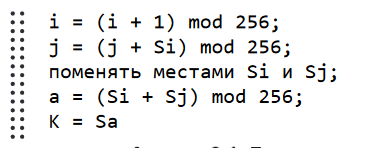 i = (i + 1) mod 256;
j = (j + Si) mod 256;
поменять местами Si и Sj;
a = (Si + Sj) mod 256;
K = Sa